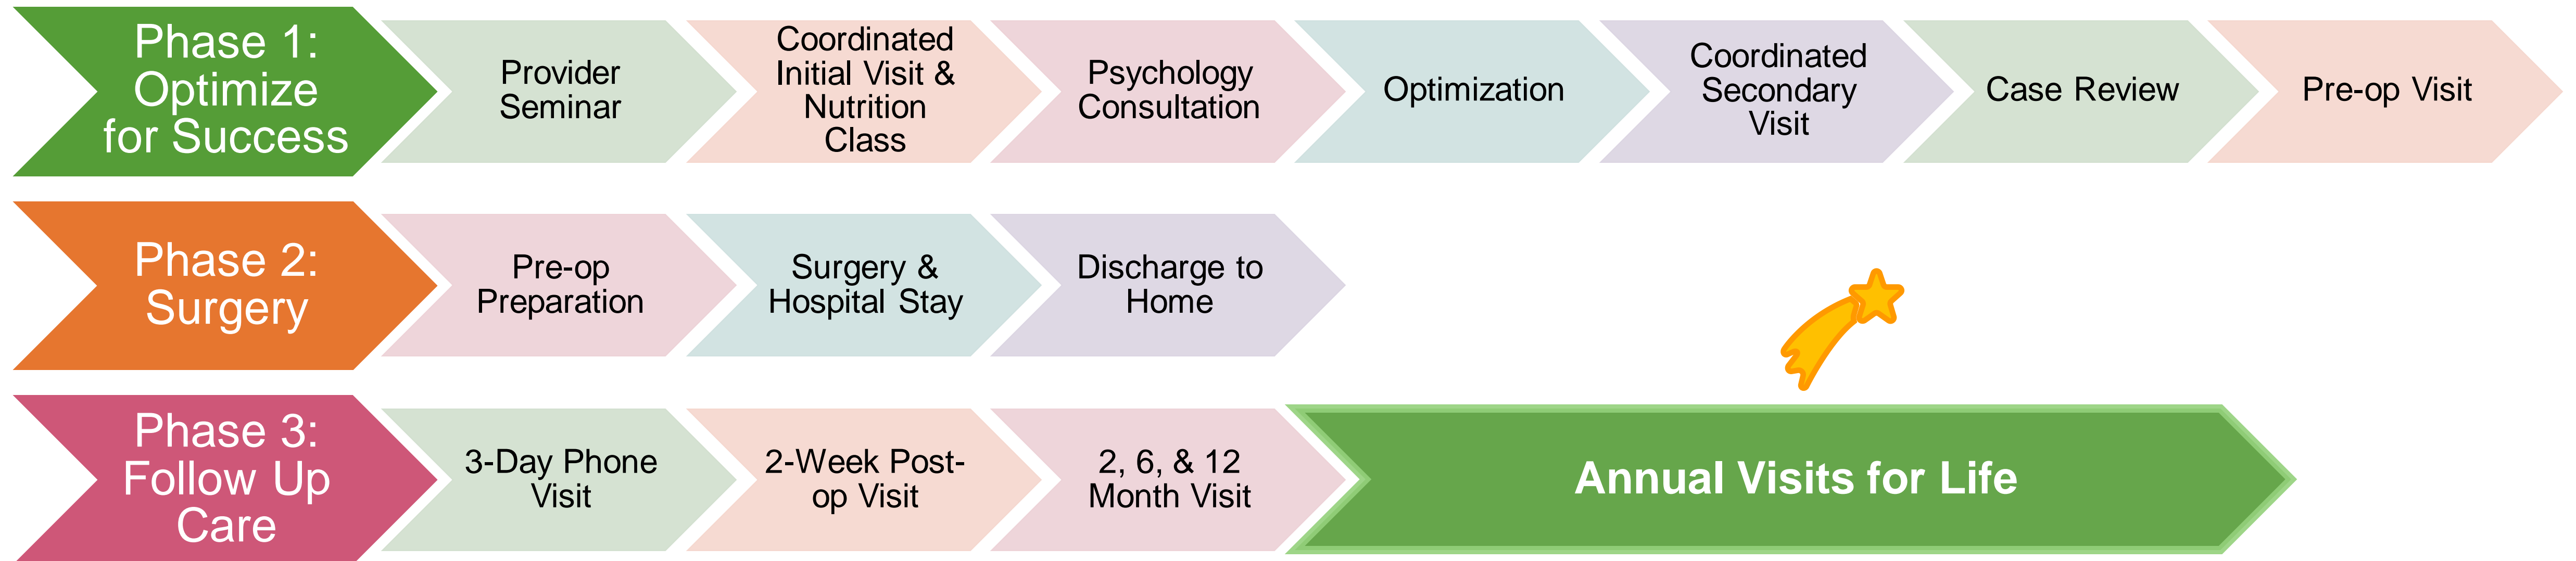 Phase 1:
Optimize
for Success
Provider
Seminar
Coordinated
Initial Visit &
Nutrition
Class
Psychology
Consultation
Optimization
Coordinated
Secondary
Visit
Case Review
Pre-op Visit
Phase 2:
Surgery
Pre-op
Preparation
Surgery &
Hospital Stay
Discharge to
Home
Phase 3:
Follow Up
Care
3-Day Phone
Visit
2-Week Post-
op Visit
2, 6, & 12
Month Visit
Annual Visits for Life